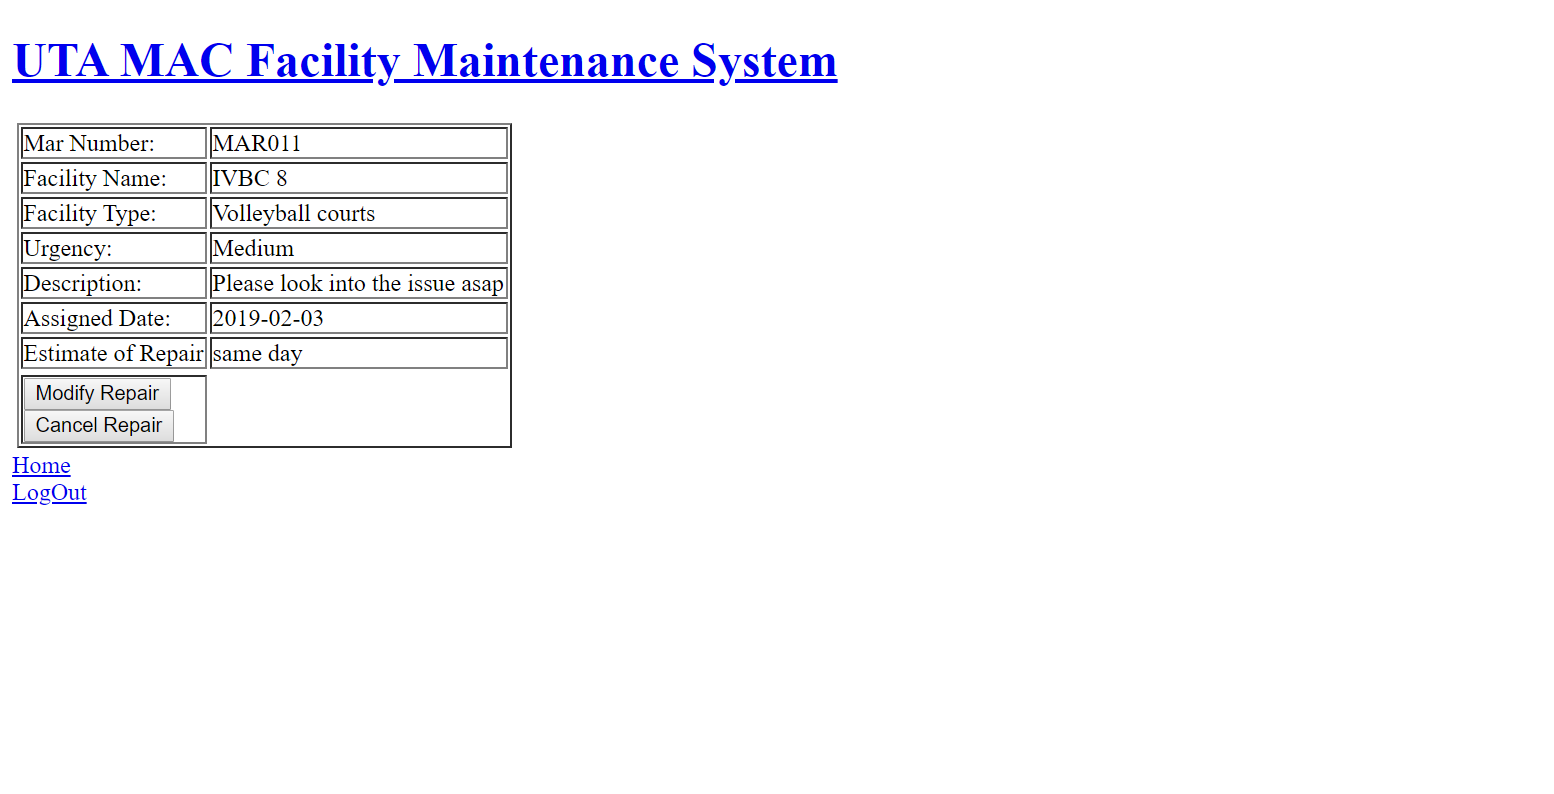 UTA MAC Facility Maintenance System
Mar Number: MAR011
Facility Name: IVBC 8
Facility Type: Volleyball courts
Urgency: Medium
Description: Please look into the issue asap
Assigned Date: 2019-02-03
Estimate of Repair same day
Modify Repair
Cancel Repair
Home
LogOut